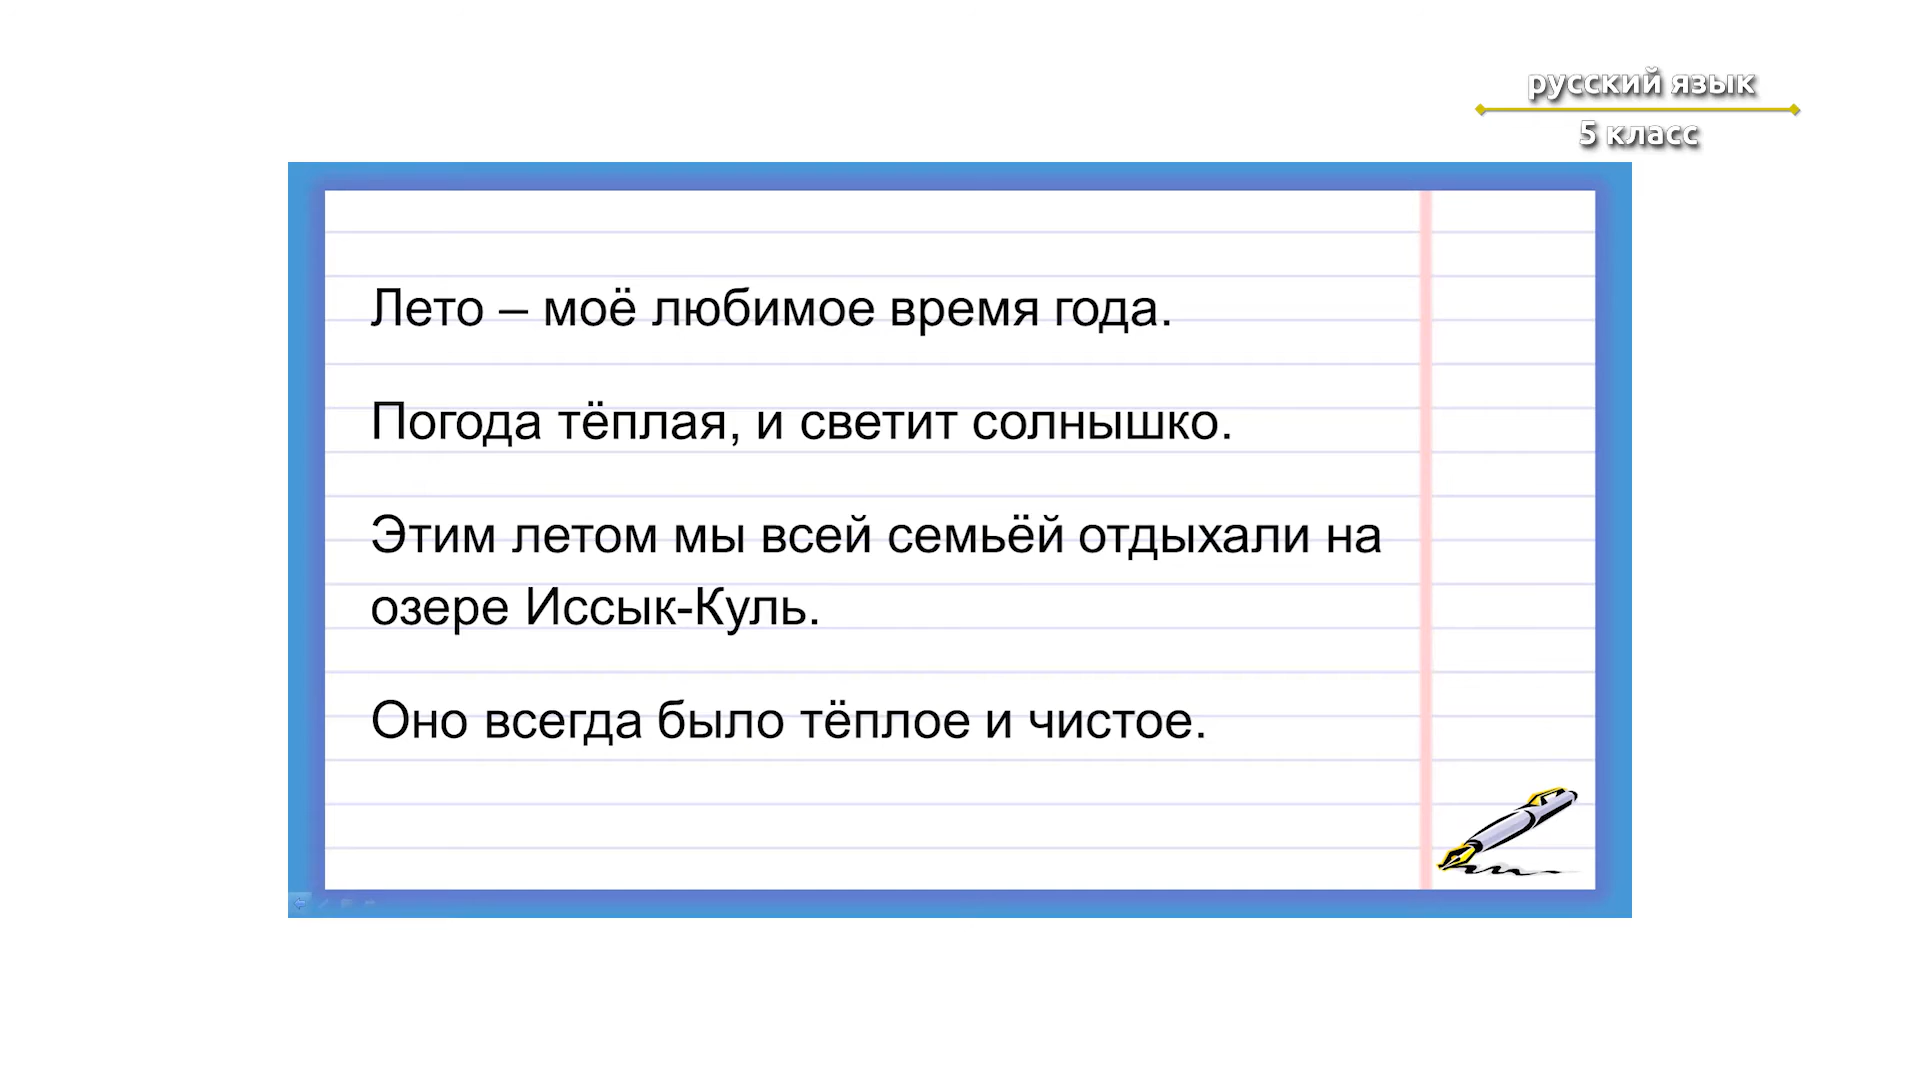 русский язык
5 класс
Лето – моё любимое время года.
Погода тёплая, и светит солнышко.
Этим летом мы всей семьёй отдыхали на
озере Иссык-Куль.
Оно всегда было тёплое и чистое.